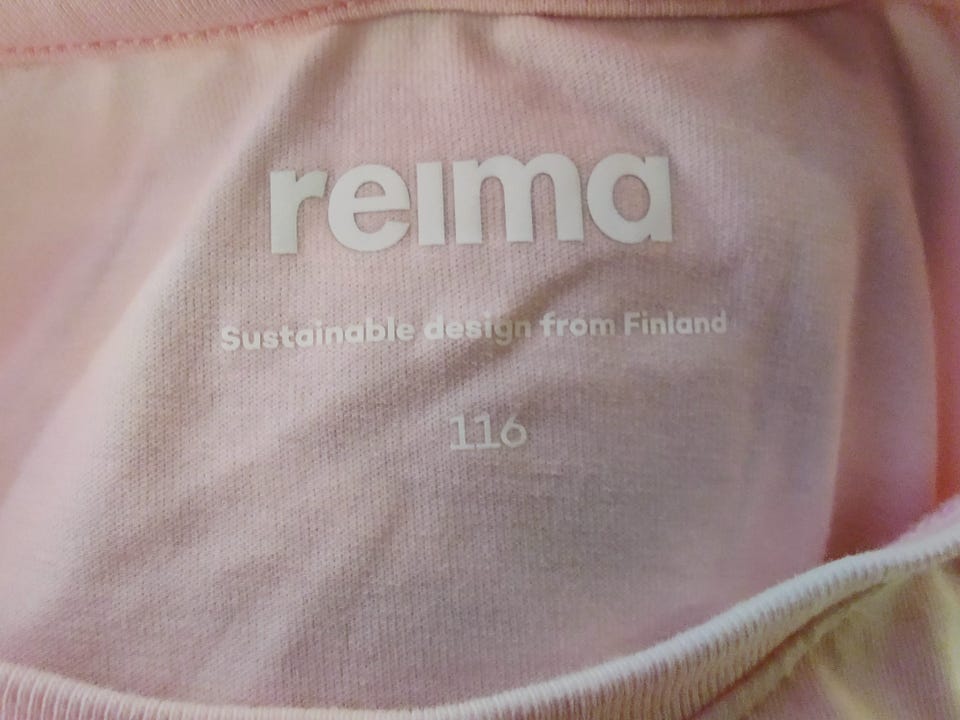 reima
Sustainable design from Finland
116